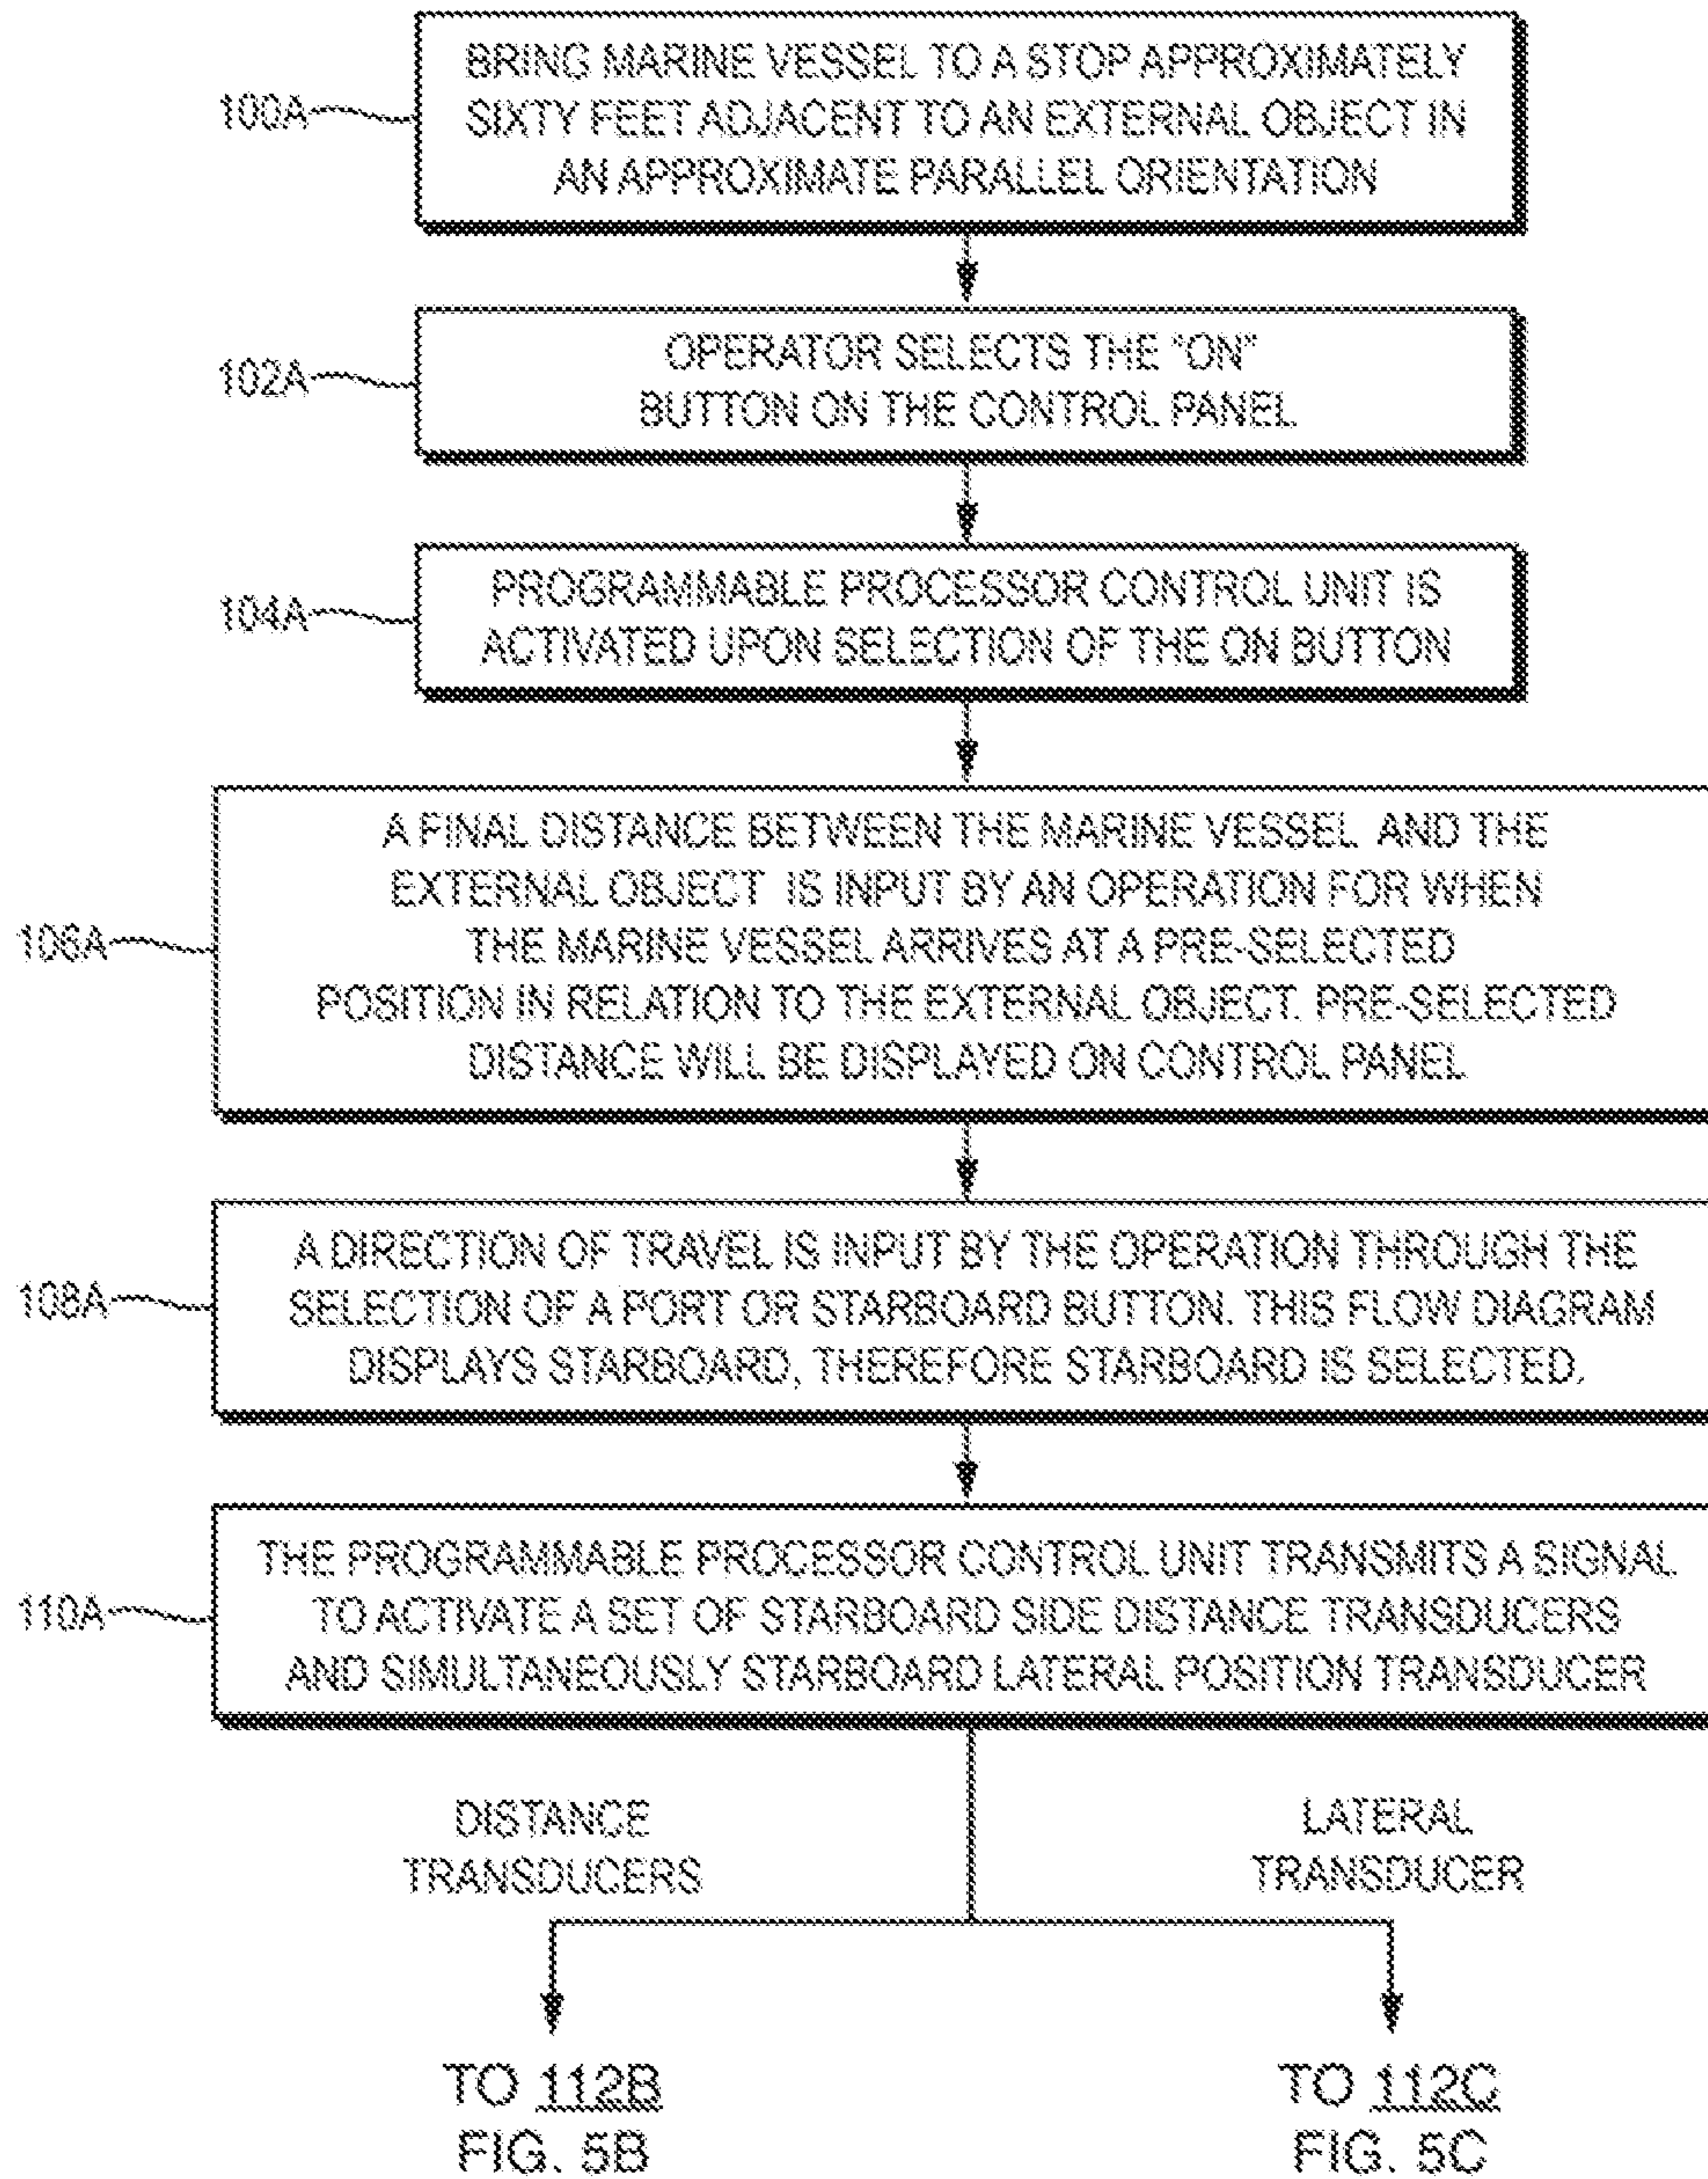 BRING MARINE VESSEL TO A STOP APPROXIMATELY
100A
SIXTY FEET ADJACENT TO AN EXTERNAL OBJECT IN
AN APPROXIMATE PARALLEL ORIENTATION
OPERATOR SELECTS THE "ON"
102A
BUTTON ON THE CONTROL PANEL
PROGRAMMABLE PROCESSOR CONTROL UNIT IS
104A
ACTIVATED UPON SELECTION OF THE ON BUTTON
A FINAL DISTANCE BETWEEN THE MARINE VESSEL AND THE
EXTERNAL OBJECT IS INPUT BY AN OPERATION FOR WHEN
106A
THE MARINE VESSEL ARRIVES AT A PRE-SELECTED
POSITION IN RELATION TO THE EXTERNAL OBJECT. PRE-SELECTED
DISTANCE WILL BE DISPLAYED ON CONTROL PANEL
A DIRECTION OF TRAVEL IS INPUT BY THE OPERATION THROUGH THE
108A
SELECTION OF A PORT OR STARBOARD BUTTON. THIS FLOW DIAGRAM
DISPLAYS STARBOARD, THEREFORE STARBOARD IS SELECTED.
THE PROGRAMMABLE PROCESSOR CONTROL UNIT TRANSMITS A SIGNAL
110A
TO ACTIVATE A SET OF STARBOARD SIDE DISTANCE TRANSDUCERS
AND SIMULTANEOUSLY STARBOARD LATERAL POSITION TRANSDUCER
DISTANCE
TRANSDUCERS
LATERAL
TRANSDUCER
TO 112B
FIG. 5B
TO 112C
FIG. 5C